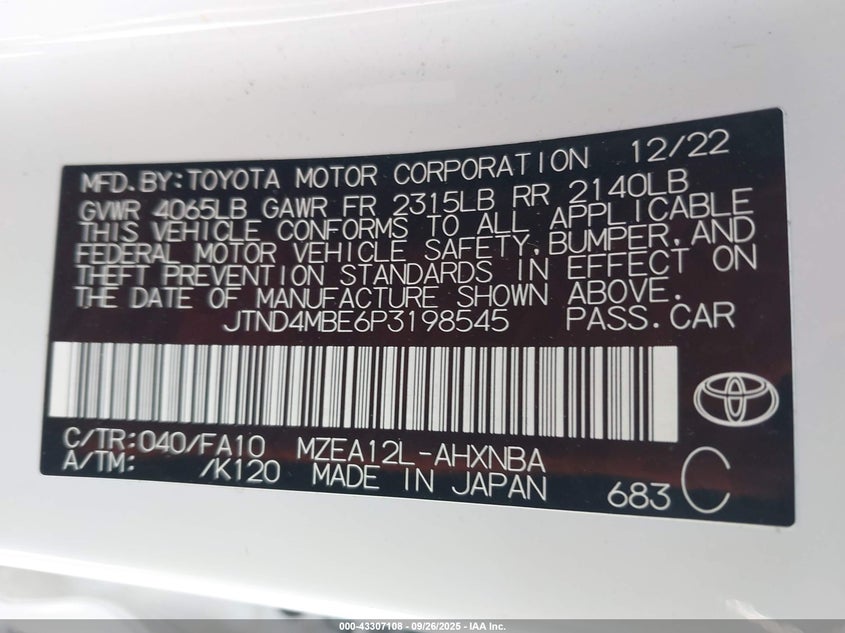 MFD.BY:TOYOTA MOTOR CORPORATION 12/22
GVWR 4065LB GAWR FR 2315LB RR 2140LB
THIS VEHICLE CONFORMS TO ALL APPLICABLE
FEDERAL MOTOR VEHICLE SAFETY,BUMPER,AND
THEFT PREVENTION STANDARDS IN EFFECT ON
THE DATE OF MANUFACTURE SHOWN ABOVE.
JTND4MBE6P3198545 PASS.CAR
C/TR:040/FA10 MZEA12L-AHXNBA
A/TM: /K120 MADE IN JAPAN 683 C
000-43307108 - 09/26/2025 - IAA Inc.